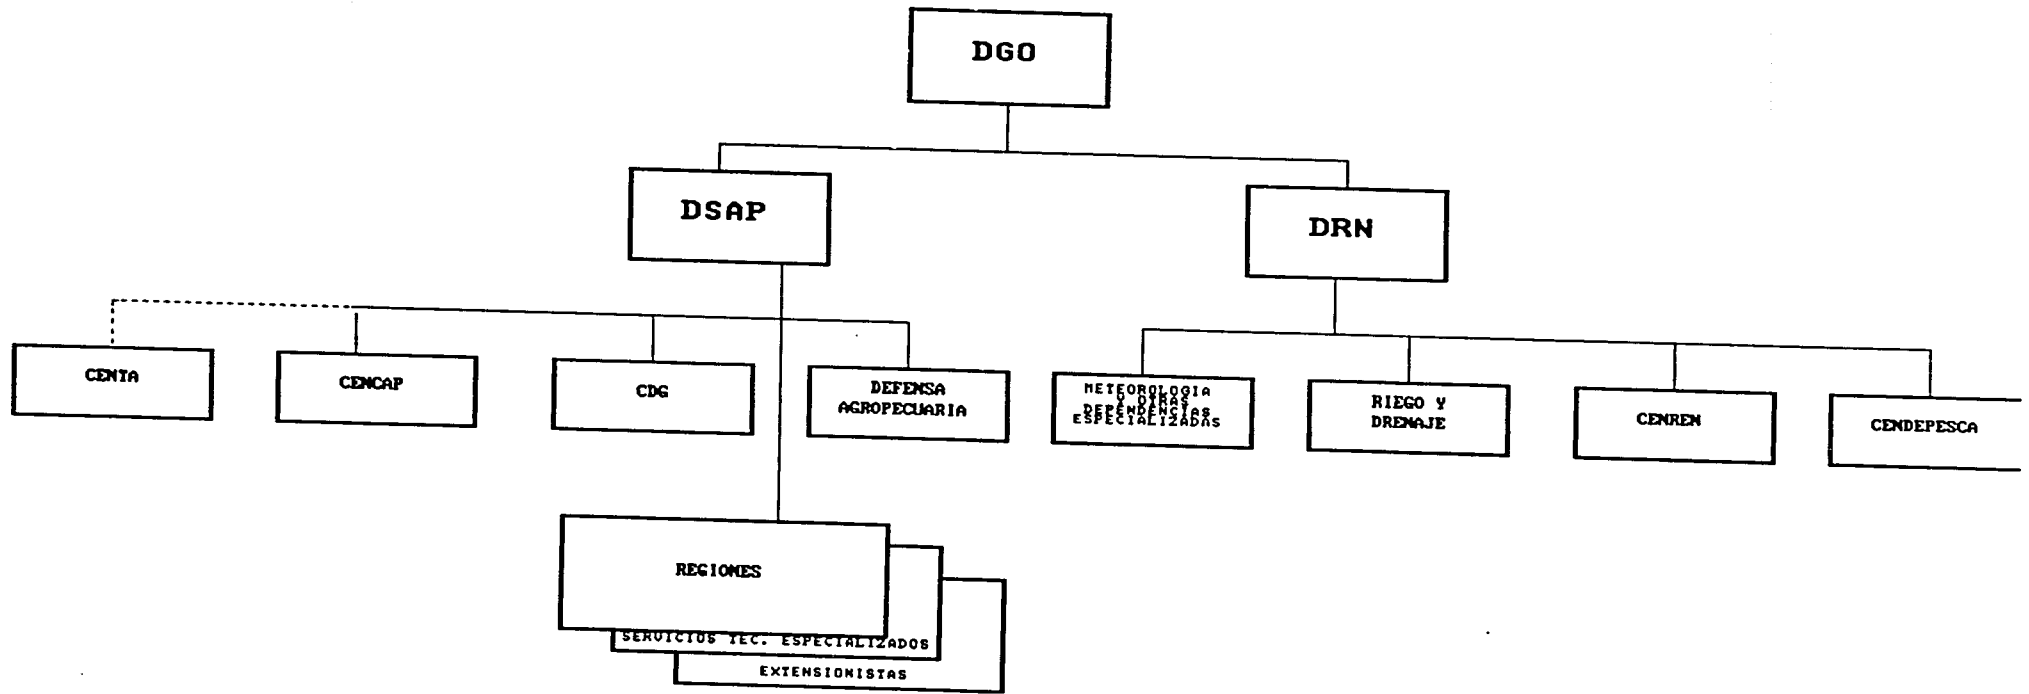 DGO
DSAP
DRN
CENTA
CENCAP
CDG
DEFENSA
AGROPECUARIA
METEOROLOGIA
Y OTRAS
DEPENDENCIAS
ESPECIALIZADAS
RIEGO Y
DRENAJE
CENREN
CENDEPESCA
REGIONES
SERVICIOS TEC. ESPECIALIZADOS
EXTENSIONISTAS